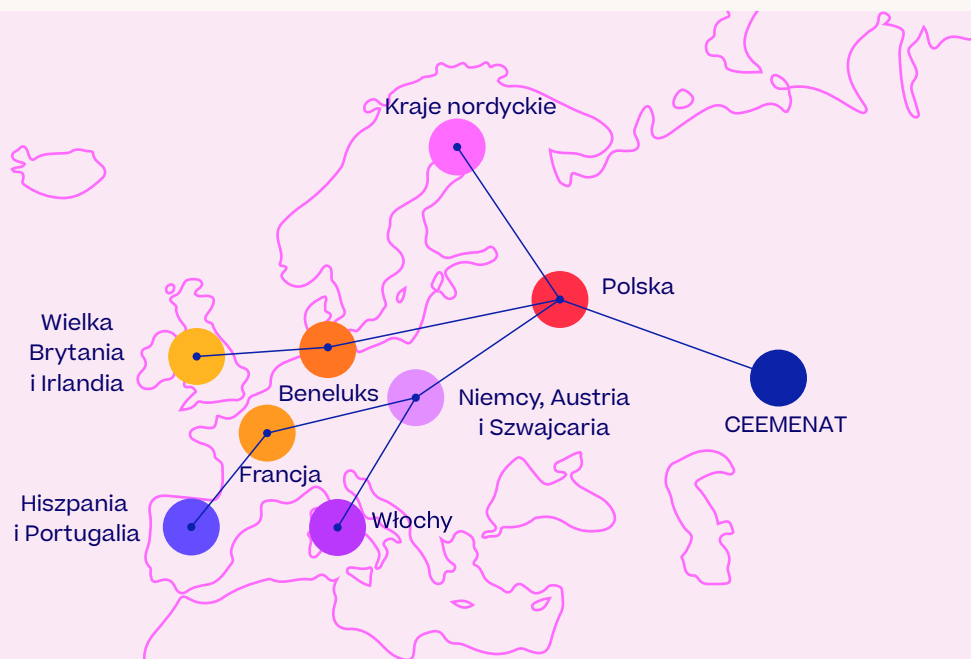 Kraje nordyckie
Polska
Wielka
Brytania
i Irlandia
Beneluks
Niemcy, Austria
i Szwajcaria
CEEMENAT
Francja
Hiszpania
i Portugalia
Włochy